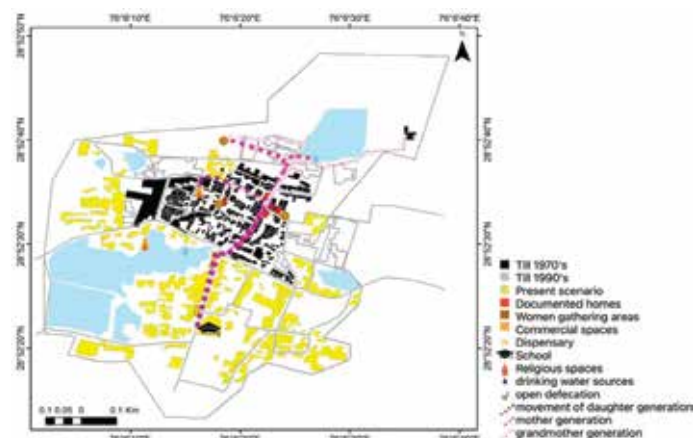 76°6'10"E 76°6'20"E 76°6'30"E 76°6'40"E
28°52'40"N
28°52'30"N
28°52'20"N
0.1 0.05 0 0.1 Km
Till 1970's
Till 1990's
Present scenario
Documented homes
Women gathering areas
Commercial spaces
Dispensary
School
Religious spaces
drinking water sources
open defecation
movement of daughter generation
mother generation
grandmother generation